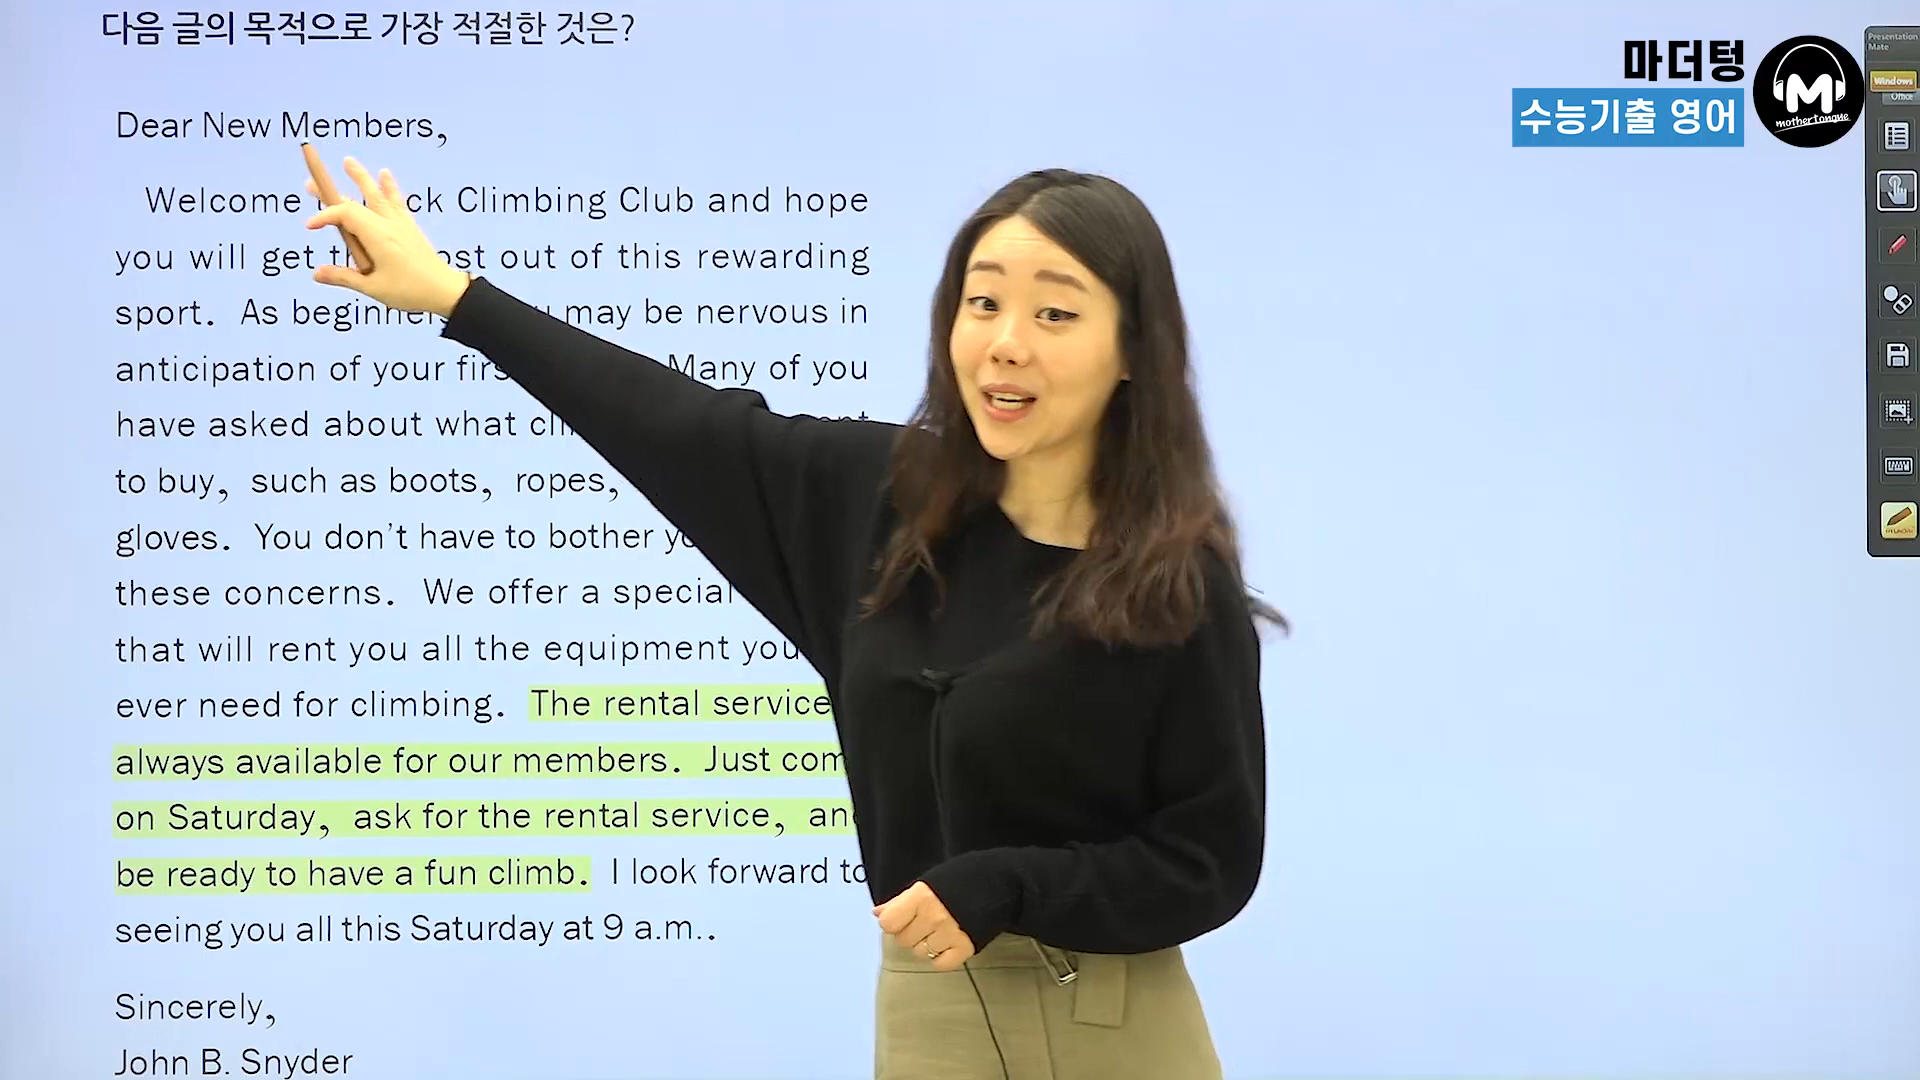 다음 글의 목적으로 가장 적절한 것은?
마더텅
수능기출 영어
M
mothertongue
Presentation
Mate
Windows
Office
Dear New Members,
Welcome ck Climbing Club and hope
you will get out of this rewarding
sport. As may be nervous in
anticipation of your Many of you
have asked about what
to buy, such as boots, ropes,
gloves. You don't have to bother
these concerns. We offer a special
that will rent you all the equipment you
ever need for climbing. The rental service
always available for our members. Just
on Saturday, ask for the rental service,
be ready to have a fun climb. I look forward to
seeing you all this Saturday at 9 a.m..
Sincerely,
John B. Snyder